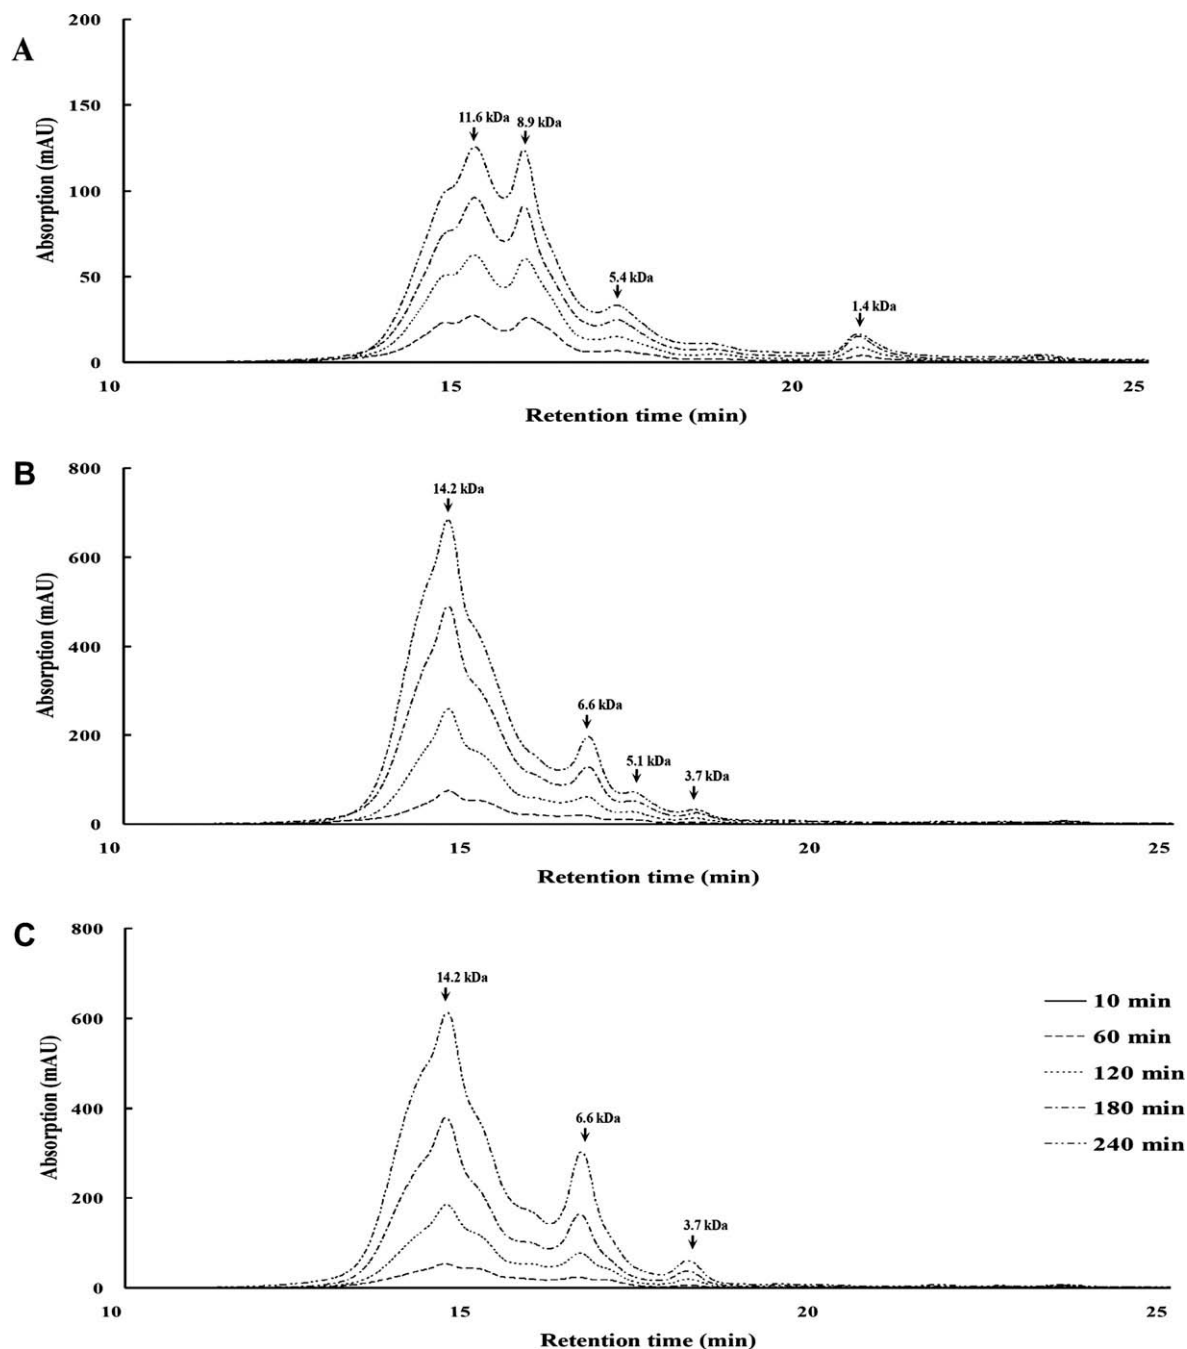 A
200
150
100
50
0
Absorption (mAU)
11.6 kDa
8.9 kDa
5.4 kDa
1.4 kDa
10
15
20
25
Retention time (min)
B
800
600
400
200
0
Absorption (mAU)
14.2 kDa
6.6 kDa
5.1 kDa
3.7 kDa
10
15
20
25
Retention time (min)
C
800
600
400
200
0
Absorption (mAU)
14.2 kDa
6.6 kDa
3.7 kDa
10 min
60 min
120 min
180 min
240 min
10
15
20
25
Retention time (min)